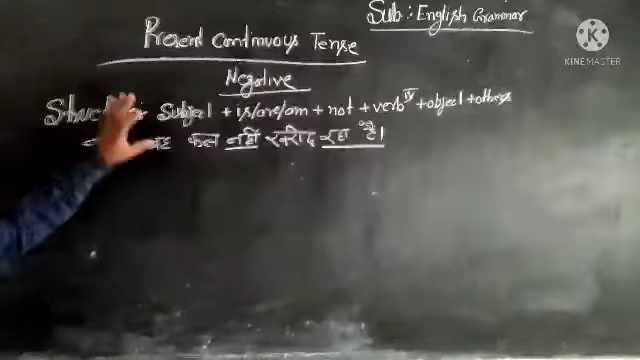 Sub:- English Grammar
Present Continuous Tense
Negative
Subject + is/are/am + not + verb IV + object + others
फल नहीं खरीद रहा है।
KINEMASTER